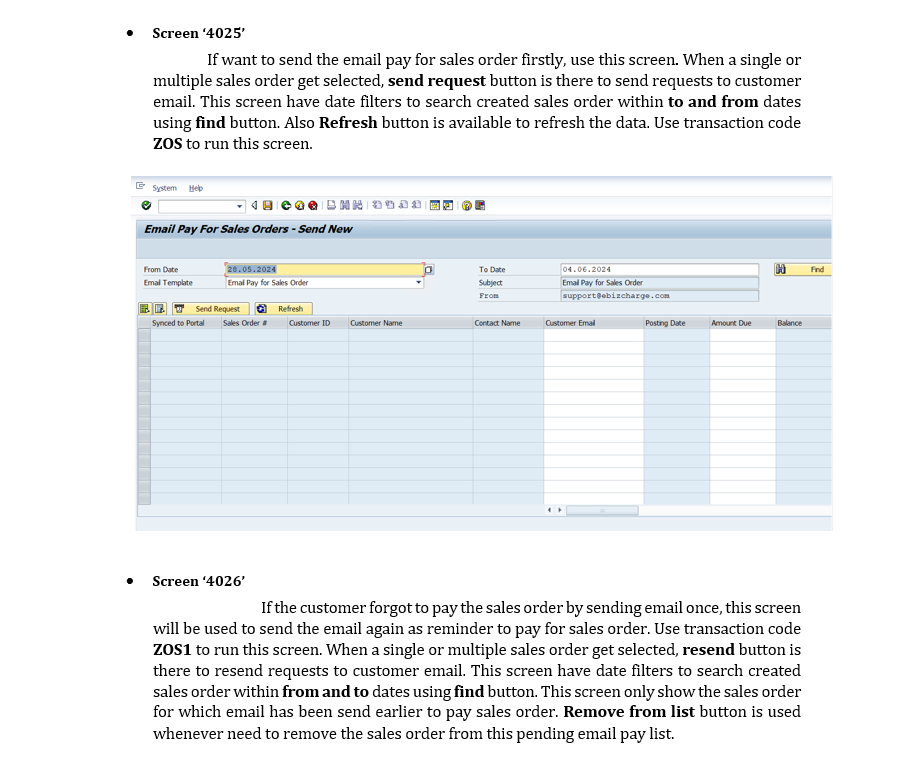 • Screen ‘4025’
If want to send the email pay for sales order firstly, use this screen. When a single or
multiple sales order get selected, send request button is there to send requests to customer
email. This screen have date filters to search created sales order within to and from dates
using find button. Also Refresh button is available to refresh the data. Use transaction code
ZOS to run this screen.
System Help
Email Pay For Sales Orders - Send New
From Date 28.05.2024 To Date 04.06.2024 Find
Email Template Email Pay for Sales Order Subject Email Pay for Sales Order
From support@ebizcharge.com
Send Request Refresh
Synced to Portal Sales Order # Customer ID Customer Name Contact Name Customer Email Posting Date Amount Due Balance
• Screen ‘4026’
If the customer forgot to pay the sales order by sending email once, this screen
will be used to send the email again as reminder to pay for sales order. Use transaction code
ZOS1 to run this screen. When a single or multiple sales order get selected, resend button is
there to resend requests to customer email. This screen have date filters to search created
sales order within from and to dates using find button. This screen only show the sales order
for which email has been send earlier to pay sales order. Remove from list button is used
whenever need to remove the sales order from this pending email pay list.